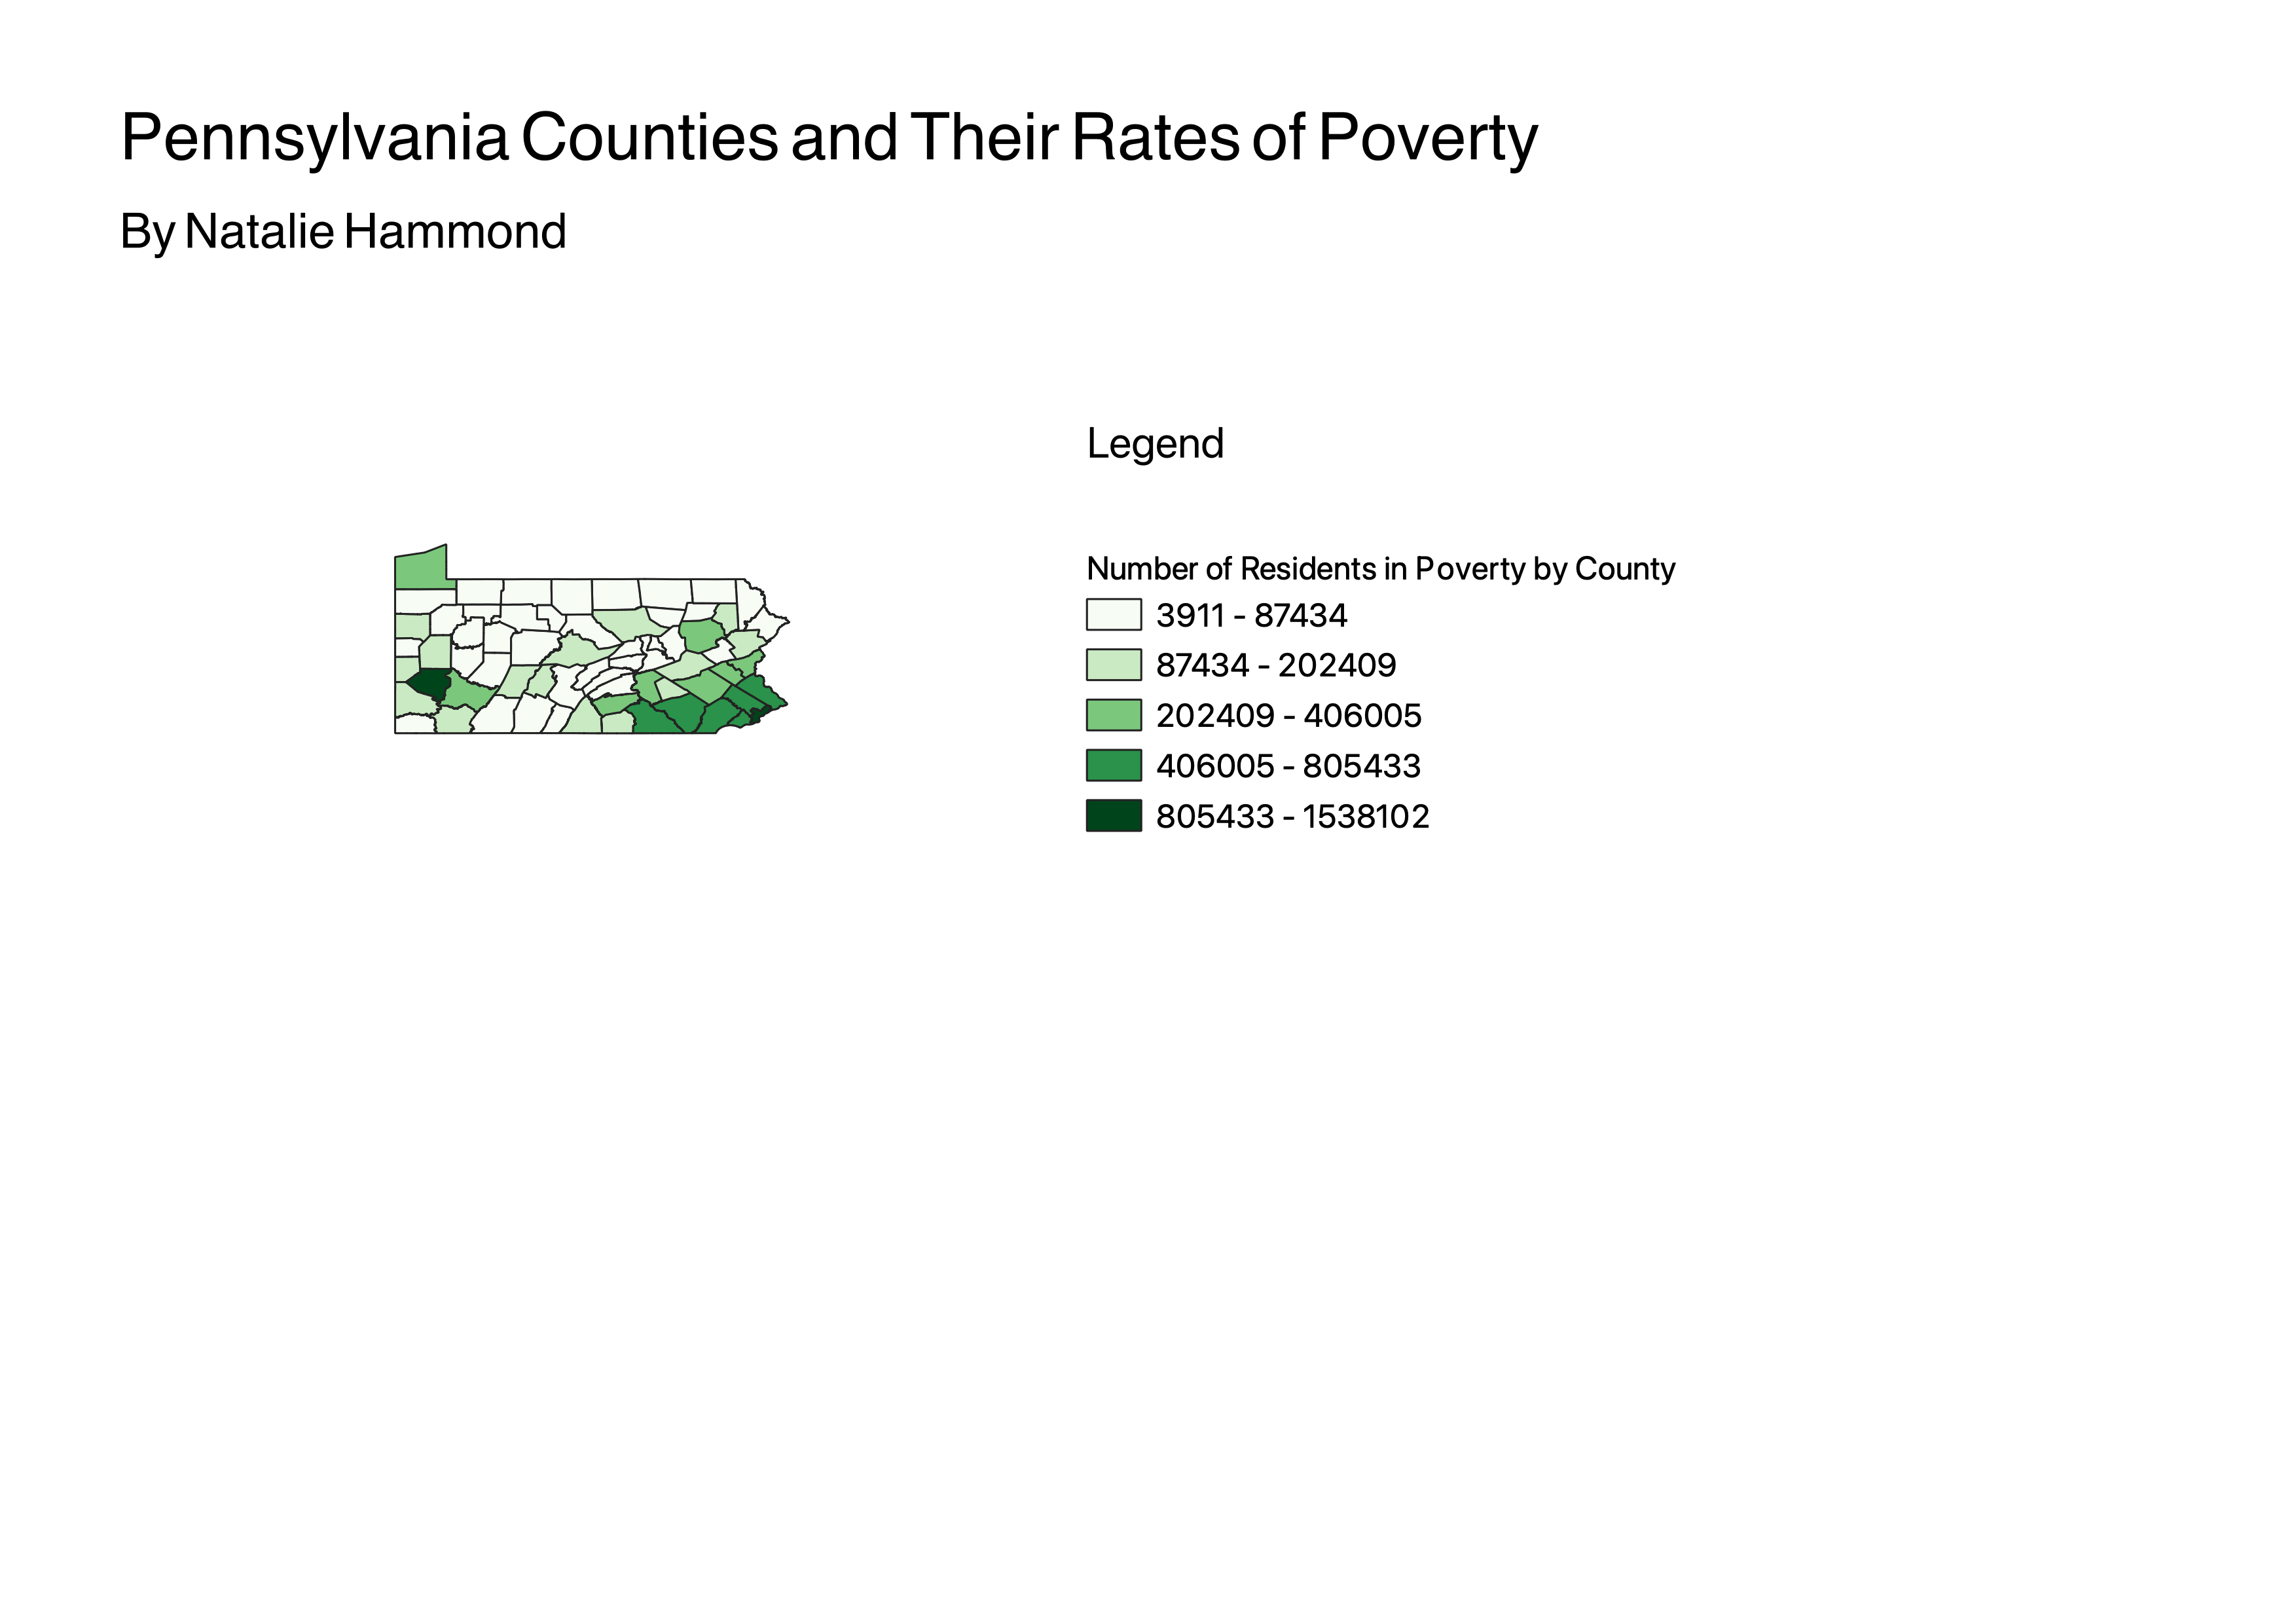 Pennsylvania Counties and Their Rates of Poverty
By Natalie Hammond
Legend
Number of Residents in Poverty by County
3911 - 87434
87434 - 202409
202409 - 406005
406005 - 805433
805433 - 1538102